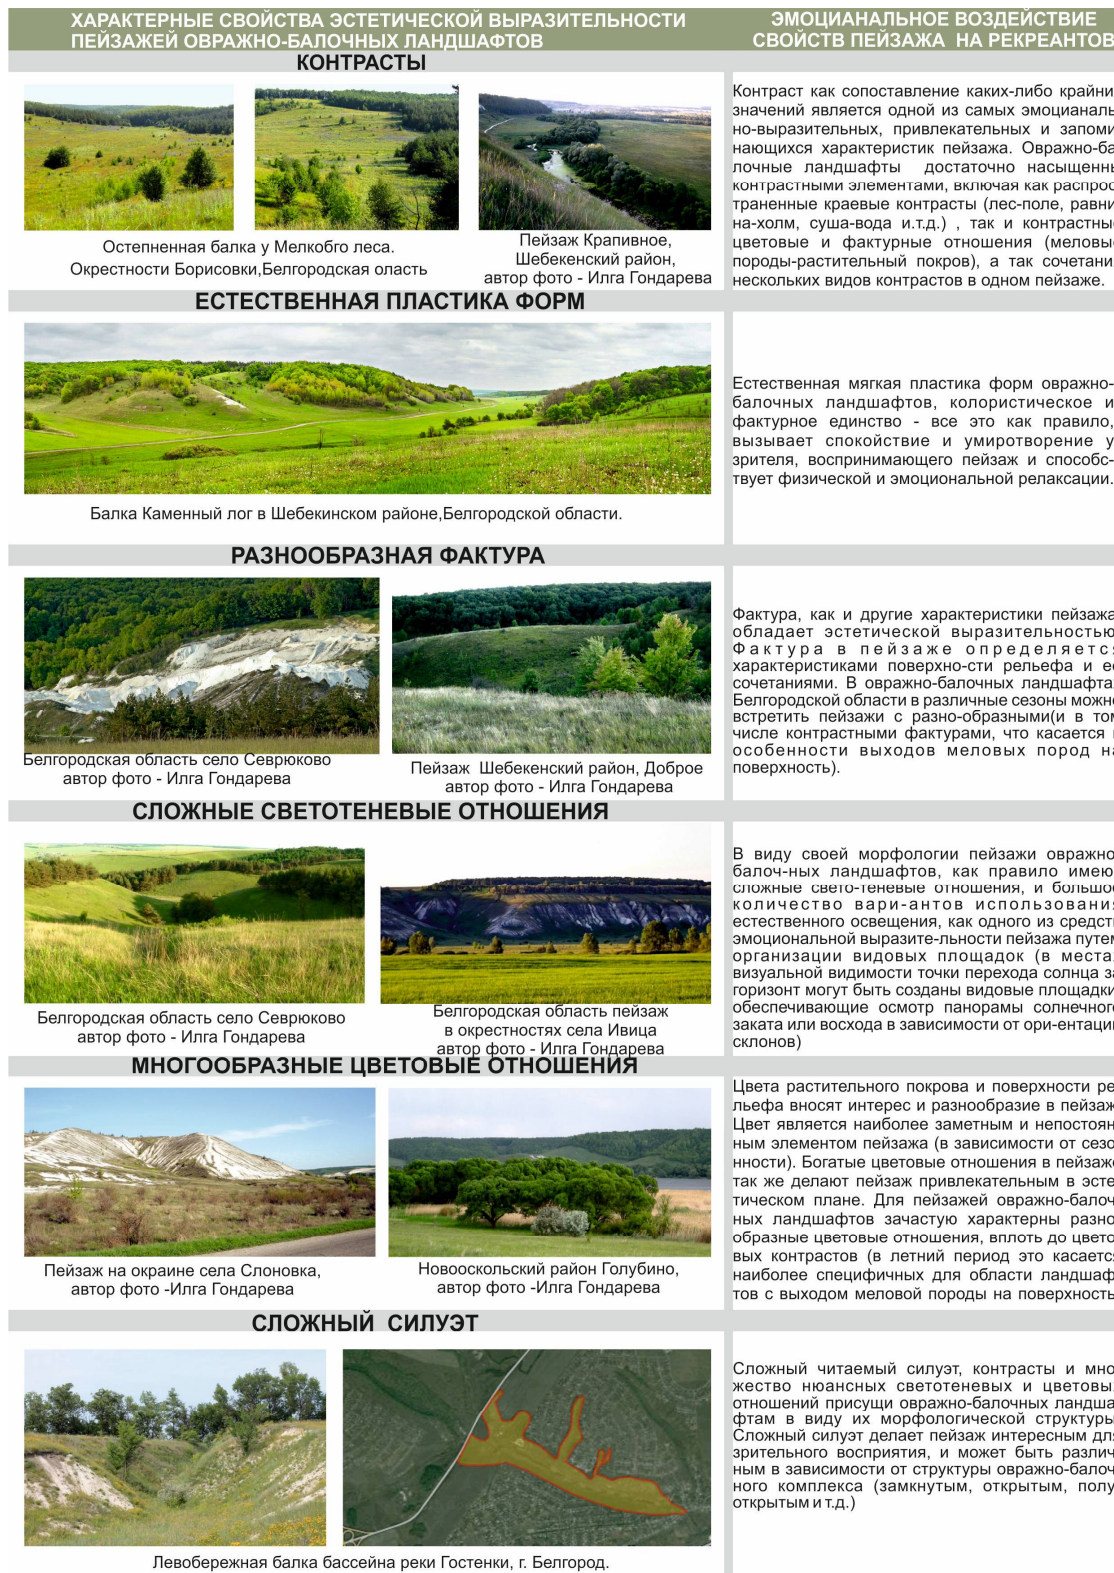 ХАРАКТЕРНЫЕ СВОЙСТВА ЭСТЕТИЧЕСКОЙ ВЫРАЗИТЕЛЬНОСТИ
ПЕЙЗАЖЕЙ ОВРАЖНО-БАЛОЧНЫХ ЛАНДШАФТОВ
ЭМОЦИАНАЛЬНОЕ ВОЗДЕЙСТВИЕ
СВОЙСТВ ПЕЙЗАЖА НА РЕКРЕАНТОВ
КОНТРАСТЫ
Остепненная балка у Мелкобго леса.
Окрестности Борисовки,Белгородская оласть
Пейзаж Крапивное,
Шебекенский район,
автор фото - Илга Гондарева
Контраст как сопоставление каких-либо крайни
значений является одной из самых эмоциональ
но-выразительных, привлекательных и запоми
нающихся характеристик пейзажа. Овражно-ба
лочные ландшафты достаточно насыщенн
контрастными элементами, включая как распрос
траненные краевые контрасты (лес-поле, равни
на-холм, суша-вода и.т.д.) , так и контрастные
цветовые и фактурные отношения (меловые
породы-растительный покров), а так сочетани
нескольких видов контрастов в одном пейзаже.
ЕСТЕСТВЕННАЯ ПЛАСТИКА ФОРМ
Балка Каменный лог в Шебекинском районе,Белгородской области.
Естественная мягкая пластика форм овражно-
балочных ландшафтов, колористическое и
фактурное единство - все это как правило,
вызывает спокойствие и умиротворение у
зрителя, воспринимающего пейзаж и способс-
твует физической и эмоциональной релаксации.
РАЗНООБРАЗНАЯ ФАКТУРА
Белгородская область село Севрюково
автор фото - Илга Гондарева
Пейзаж Шебекенский район, Доброе
автор фото - Илга Гондарева
Фактура, как и другие характеристики пейзажа
обладает эстетической выразительностью
Фактура в пейзаже определяется
характеристиками поверхно-сти рельефа и е
сочетаниями. В овражно-балочных ландшафта
Белгородской области в различные сезоны можно
встретить пейзажи с разно-образными(и в том
числе контрастными фактурами, что касается
особенности выходов меловых пород на
поверхность).
СЛОЖНЫЕ СВЕТОТЕНЕВЫЕ ОТНОШЕНИЯ
Белгородская область село Севрюково
автор фото - Илга Гондарева
Белгородская область пейзаж
в окрестностях села Ивица
автор фото - Илга Гондарева
В виду своей морфологии пейзажи овражно
балоч-ных ландшафтов, как правило имею
сложные свето-теневые отношения, и большое
количество вари-антов использования
естественного освещения, как одного из средст
эмоциональной выразите-льности пейзажа путем
организации видовых площадок (в места
визуальной видимости точки перехода солнца за
горизонт могут быть созданы видовые площадки
обеспечивающие осмотр панорамы солнечного
заката или восхода в зависимости от ори-ентаци
склонов)
МНОГООБРАЗНЫЕ ЦВЕТОВЫЕ ОТНОШЕНИЯ
Пейзаж на окраине села Слоновка,
автор фото -Илга Гондарева
Новооскольский район Голубино,
автор фото -Илга Гондарева
Цвета растительного покрова и поверхности ре
льефа вносят интерес и разнообразие в пейзаж
Цвет является наиболее заметным и непостоян
ным элементом пейзажа (в зависимости от сезо
нности). Богатые цветовые отношения в пейзаже
так же делают пейзаж привлекательным в эсте
тическом плане. Для пейзажей овражно-балоч
ных ландшафтов зачастую характерны разно
образные цветовые отношения, вплоть до цвето
вых контрастов (в летний период это касается
наиболее специфичных для области ландшаф
тов с выходом меловой породы на поверхность
СЛОЖНЫЙ СИЛУЭТ
Левобережная балка бассейна реки Гостенки, г. Белгород.
Сложный читаемый силуэт, контрасты и мно
жество нюансных светотеневых и цветовы
отношений присущи овражно-балочных ландша
фтам в виду их морфологической структуры
Сложный силуэт делает пейзаж интересным для
зрительного восприятия, и может быть различ
ным в зависимости от структуры овражно-балоч
ного комплекса (замкнутым, открытым, полу
открытым и т.д.)